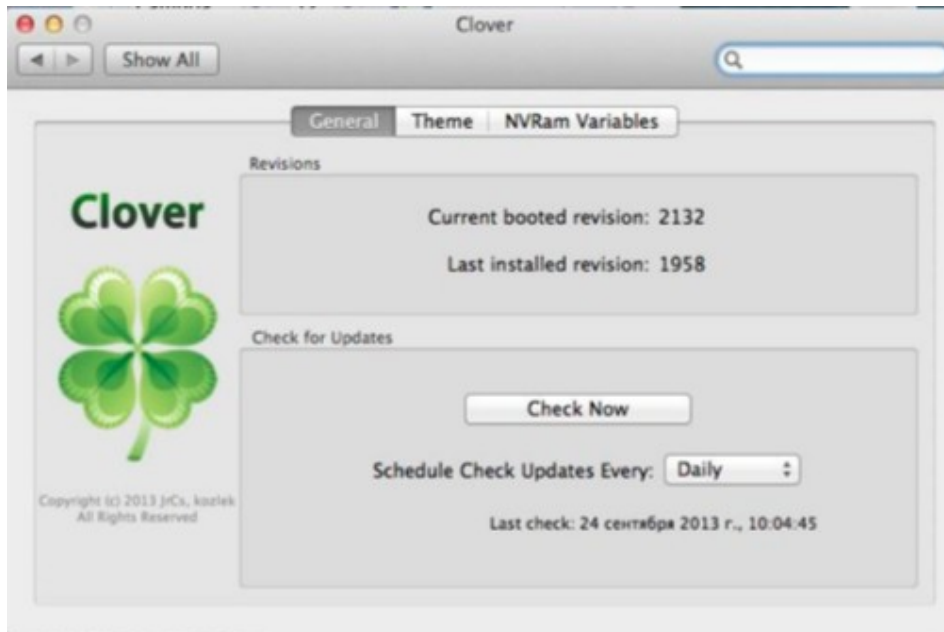 Clover
Show All
General Theme NVRam Variables
Revisions
Clover
Current booted revision: 2132
Last installed revision: 1958
Check for Updates
Check Now
Schedule Check Updates Every: Daily
Copyright (c) 2013 JrCs, kozlek
All Rights Reserved
Last check: 24 сентября 2013 г., 10:04:45